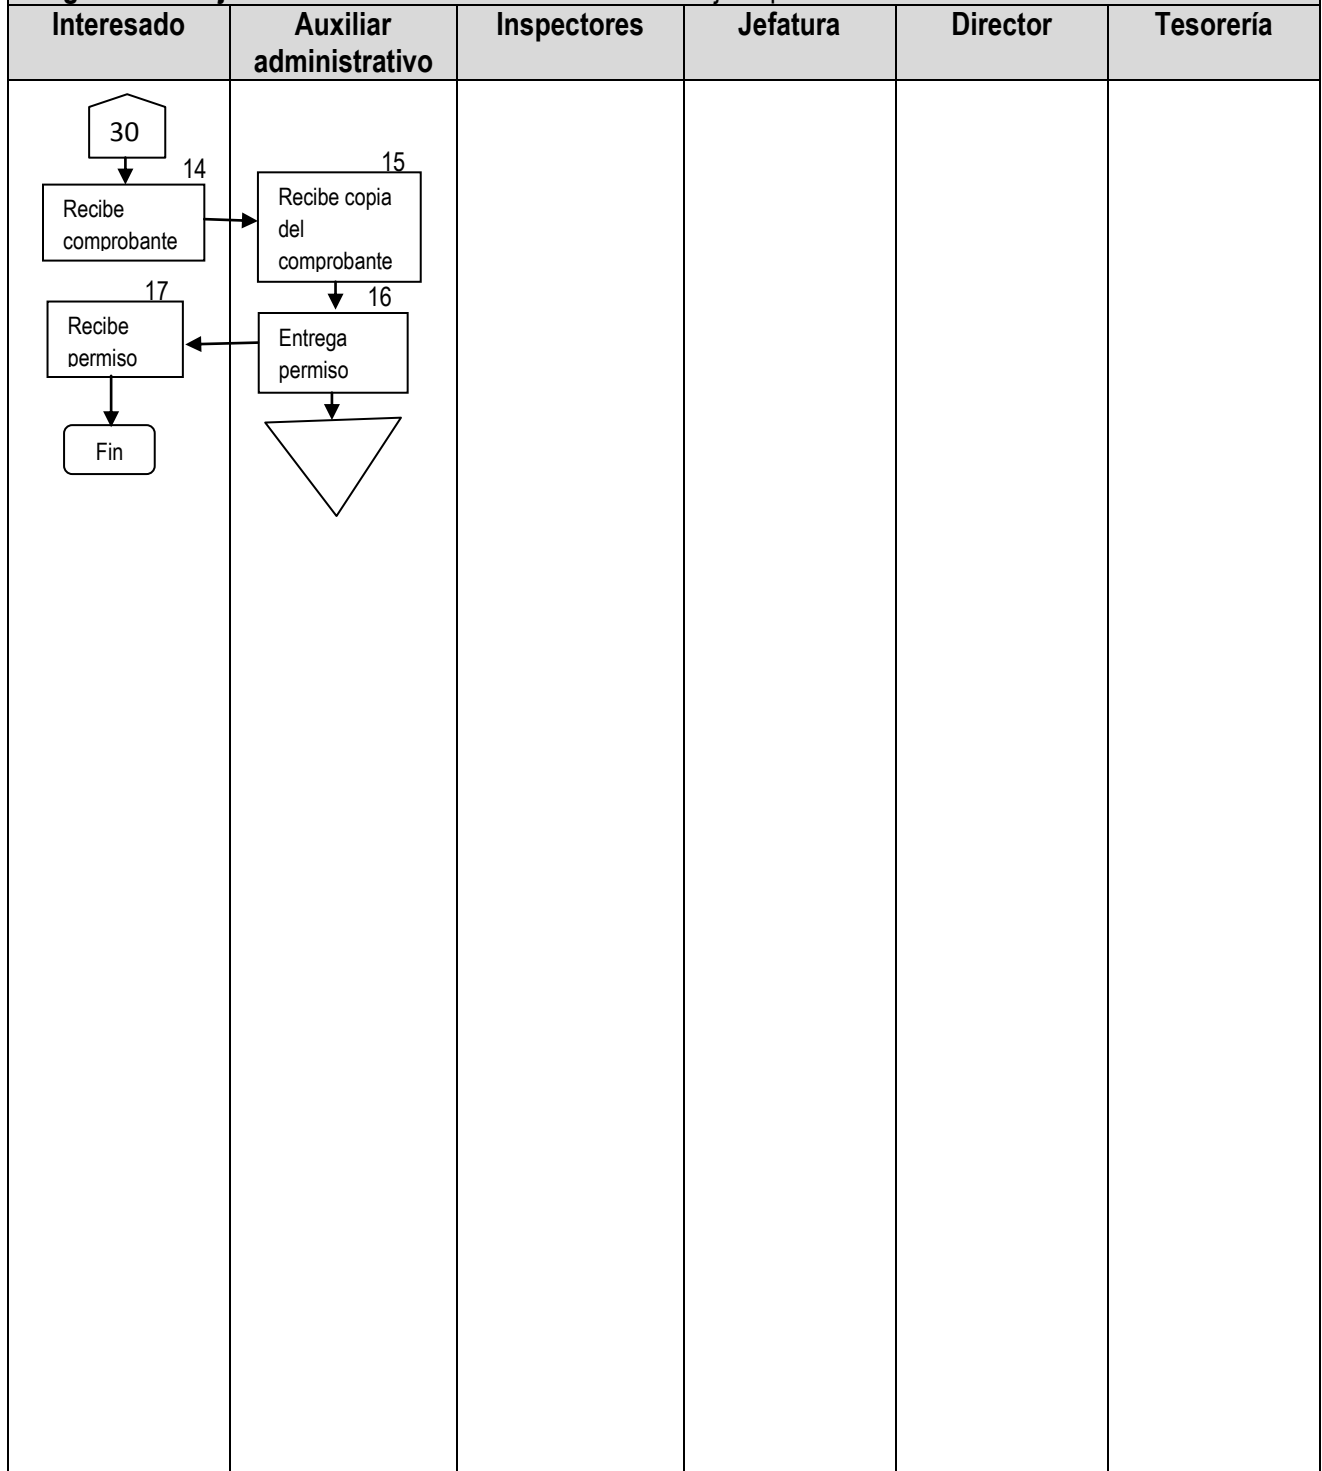 Interesado
Auxiliar
administrativo
Inspectores
Jefatura
Director
Tesorería
30
14
Recibe
comprobante
15
Recibe copia
del
comprobante
16
Entrega
permiso
17
Recibe
permiso
Fin